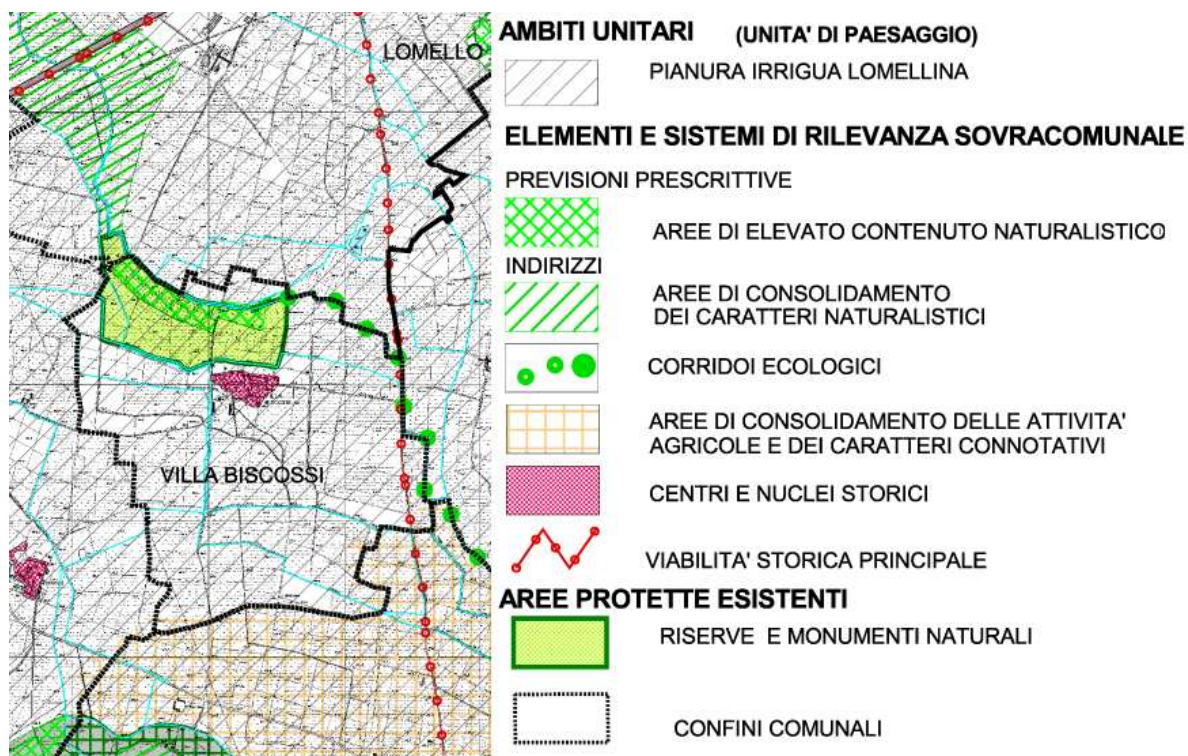 LOMELLO
VILLA BISCOSSI
AMBITI UNITARI (UNITA' DI PAESAGGIO)
PIANURA IRRIGUA LOMELLINA
ELEMENTI E SISTEMI DI RILEVANZA SOVRACOMUNALE
PREVISIONI PRESCRITTIVE
AREE DI ELEVATO CONTENUTO NATURALISTICO
INDIRIZZI
AREE DI CONSOLIDAMENTO
DEI CARATTERI NATURALISTICI
CORRIDOI ECOLOGICI
AREE DI CONSOLIDAMENTO DELLE ATTIVITA'
AGRICOLE E DEI CARATTERI CONNOTATIVI
CENTRI E NUCLEI STORICI
VIABILITA' STORICA PRINCIPALE
AREE PROTETTE ESISTENTI
RISERVE E MONUMENTI NATURALI
CONFINI COMUNALI